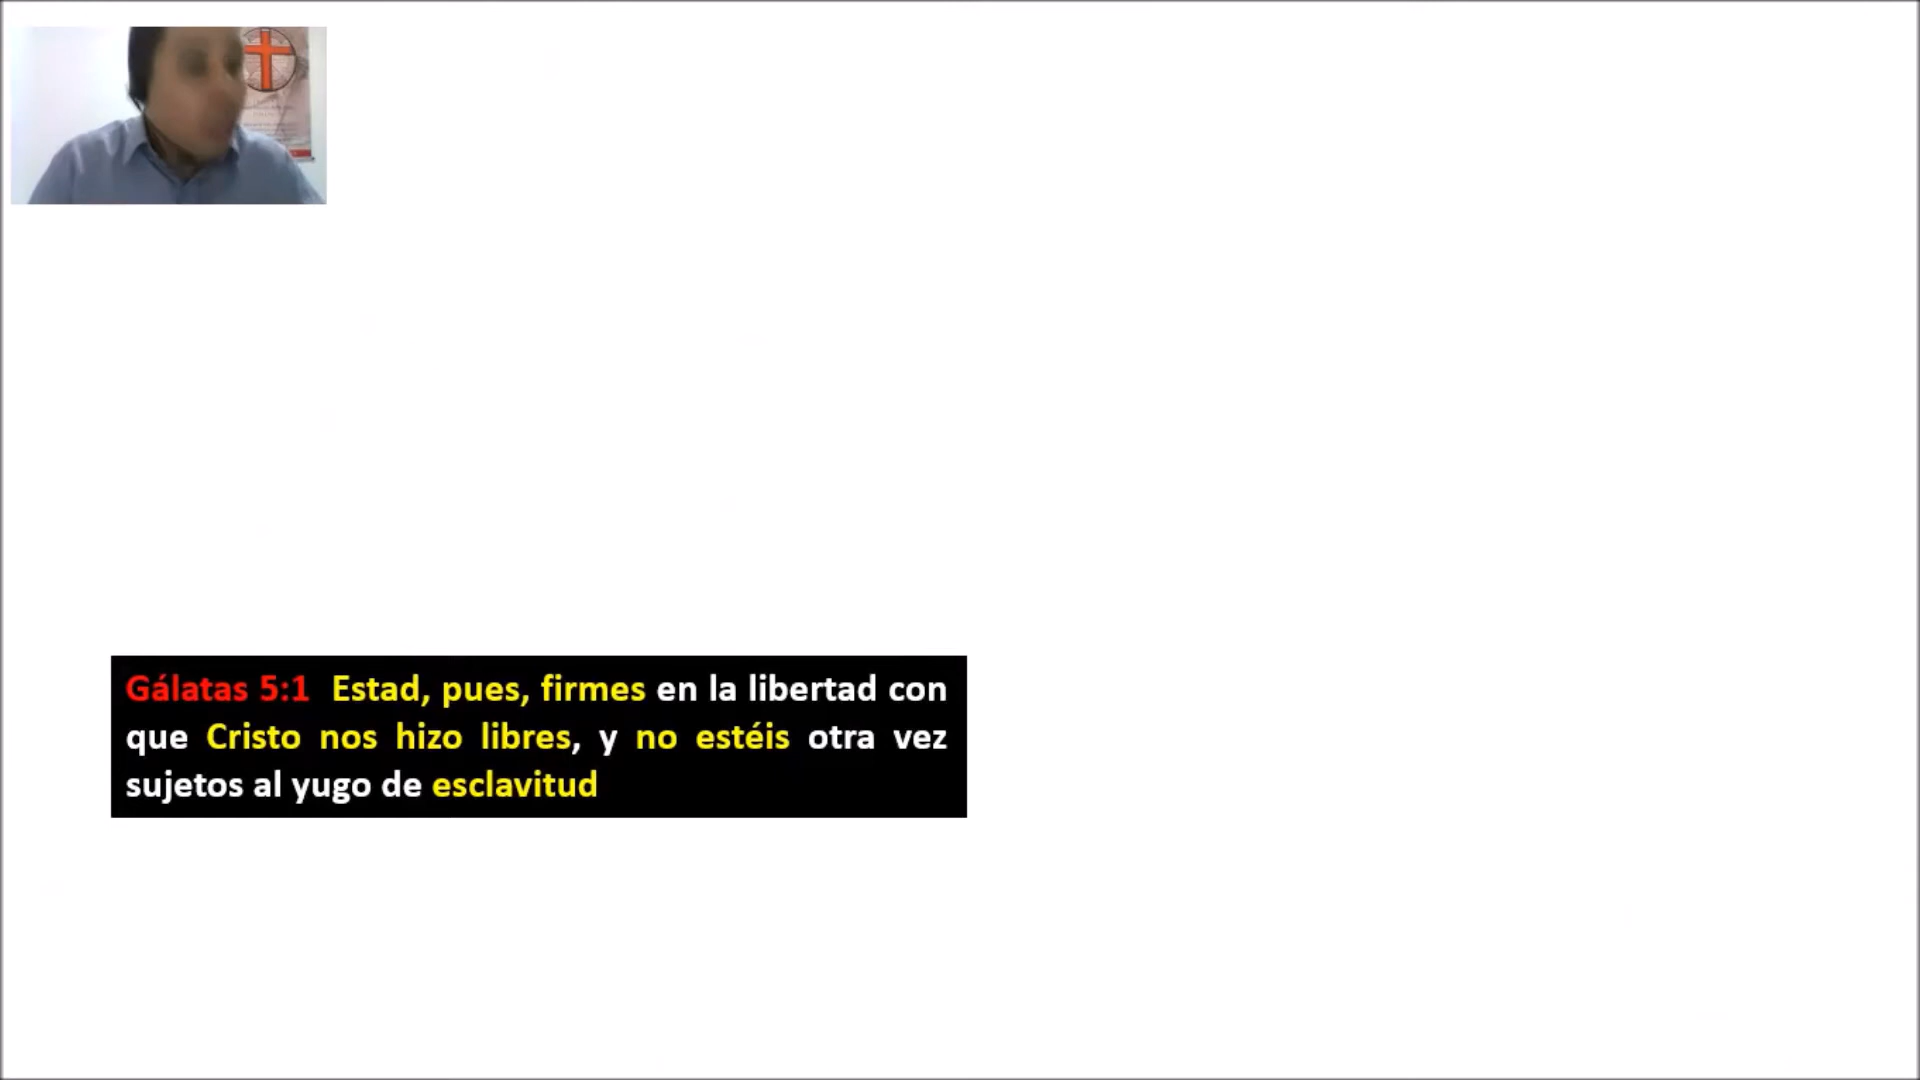 Gálatas 5:1 Estad, pues, firmes en la libertad con
que Cristo nos hizo libres, y no estéis otra vez
sujetos al yugo de esclavitud